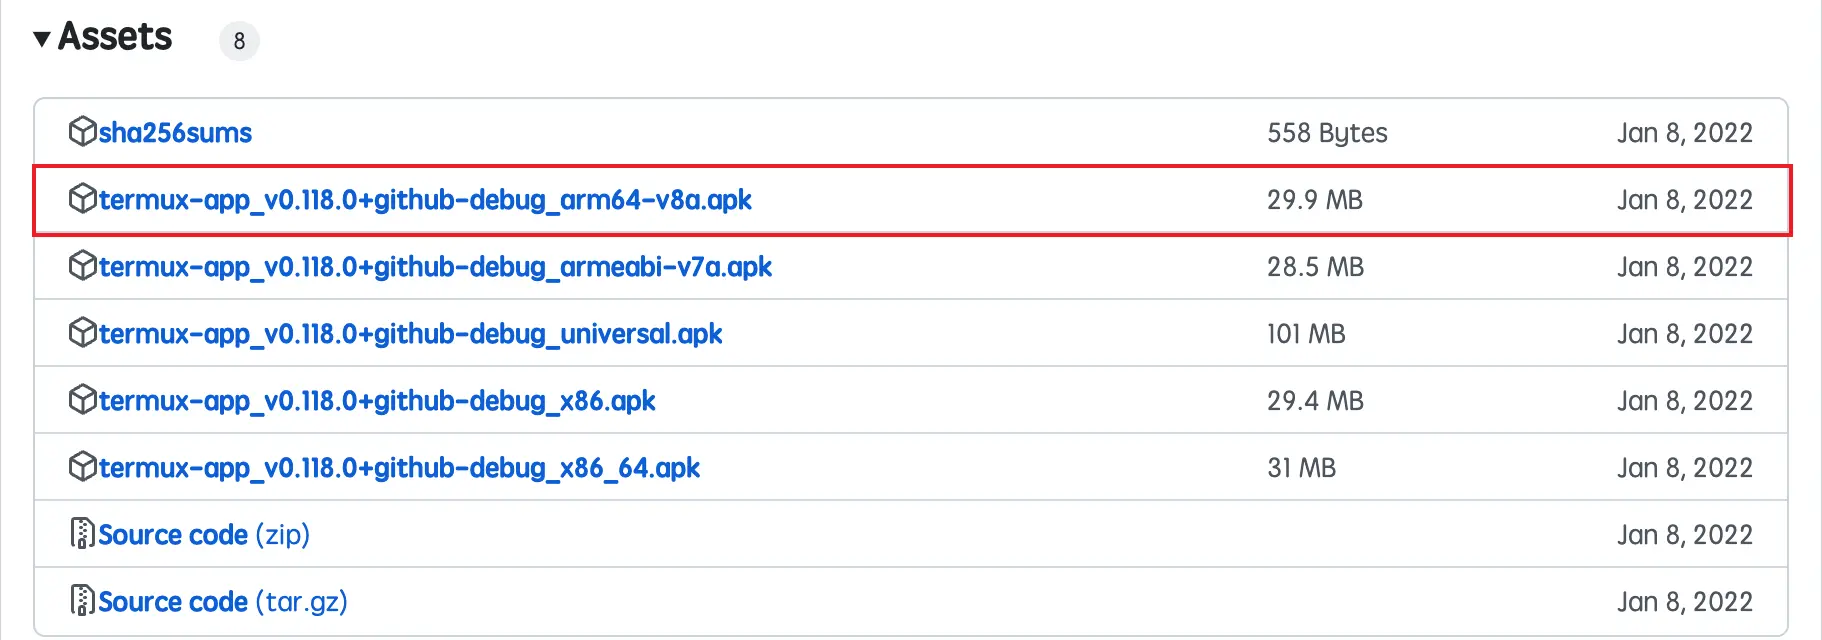 Assets 8
sha256sums 558 Bytes Jan 8, 2022
termux-app_v0.118.0+github-debug_arm64-v8a.apk 29.9 MB Jan 8, 2022
termux-app_v0.118.0+github-debug_armeabi-v7a.apk 28.5 MB Jan 8, 2022
termux-app_v0.118.0+github-debug_universal.apk 101 MB Jan 8, 2022
termux-app_v0.118.0+github-debug_x86.apk 29.4 MB Jan 8, 2022
termux-app_v0.118.0+github-debug_x86_64.apk 31 MB Jan 8, 2022
Source code (zip) Jan 8, 2022
Source code (tar.gz) Jan 8, 2022